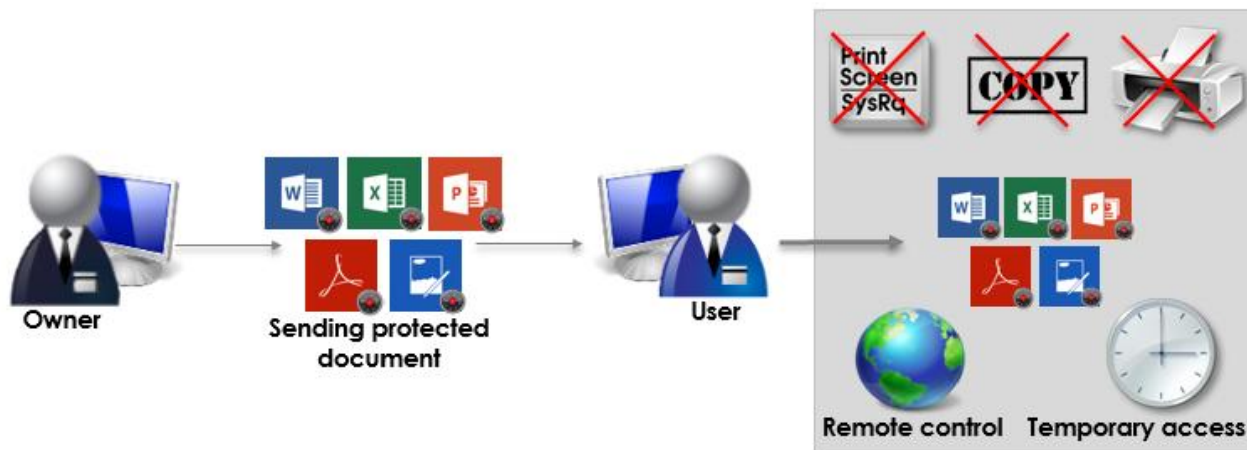 Print
Screen
SysRq
COPY
W
X
P
W
X
P
Owner
Sending protected
document
User
Remote control
Temporary access